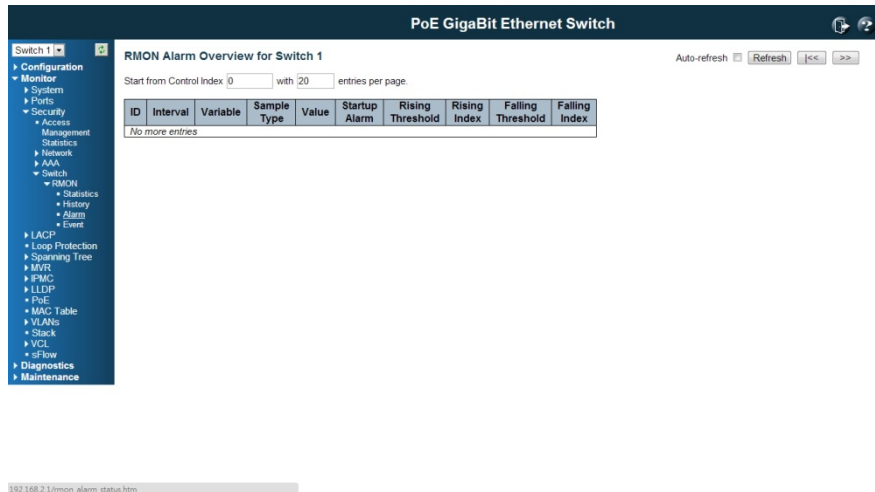 PoE GigaBit Ethernet Switch
Switch 1
Configuration
Monitor
System
Ports
Security
Access
Management
Statistics
Network
AAA
Switch
RMON
Statistics
History
Alarm
Event
LACP
Loop Protection
Spanning Tree
MVR
IPMC
LLDP
PoE
MAC Table
VLANs
Stack
VCL
sFlow
Diagnostics
Maintenance
RMON Alarm Overview for Switch 1
Auto-refresh Refresh |<< >>
Start from Control Index 0 with 20 entries per page.
ID Interval Variable Sample Type Value Startup Alarm Rising Threshold Rising Index Falling Threshold Falling Index
No more entries
192.168.2.1/rmon_alarm_status.htm